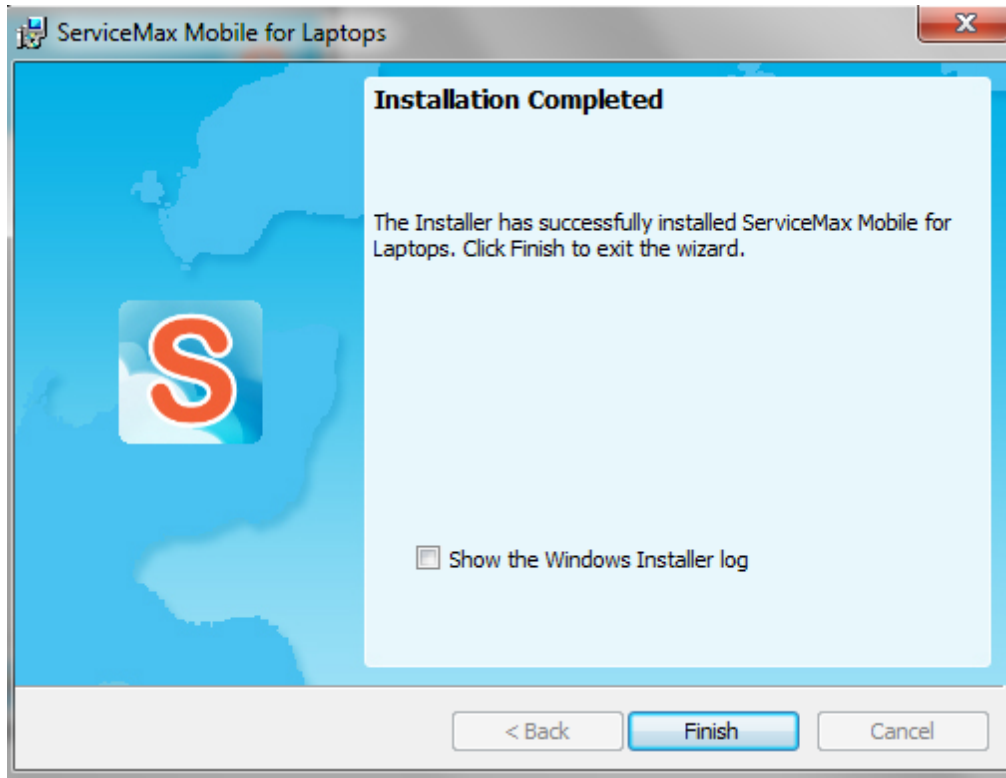 ServiceMax Mobile for Laptops
Installation Completed
The Installer has successfully installed ServiceMax Mobile for
Laptops. Click Finish to exit the wizard.
S
Show the Windows Installer log
< Back
Finish
Cancel